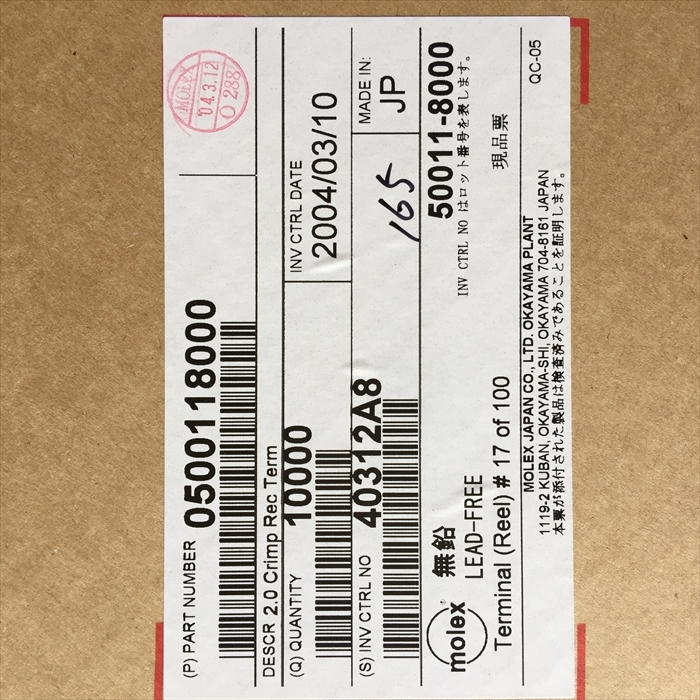 (P) PART NUMBER
0500118000
MOLEX
'04.3.12
O 288
DESCR 2.0 Crimp Rec Term
(Q) QUANTITY
10000
INV CTRL DATE
2004/03/10
(S) INV CTRL NO
40312A8
165
MADE IN:
JP
molex
無鉛
LEAD-FREE
50011-8000
INV CTRL NO はロット番号を表します。
Terminal (Reel) # 17 of 100
現品票
MOLEX JAPAN CO., LTD. OKAYAMA PLANT
1119-2 KUBAN, OKAYAMA-SHI, OKAYAMA 704-8161 JAPAN
本票が添付された製品は検査済みであることを証明します。
QC-05